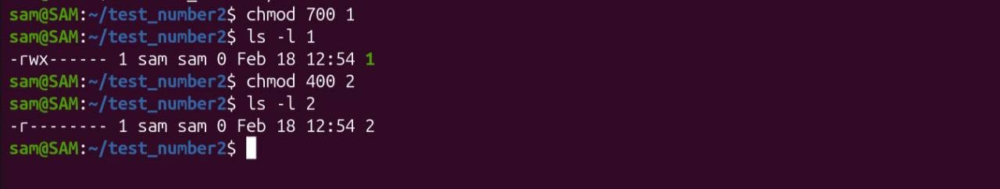 sam@SAM:~/test_number2$ chmod 700 1
sam@SAM:~/test_number2$ ls -l 1
-rwx------ 1 sam sam 0 Feb 18 12:54 1
sam@SAM:~/test_number2$ chmod 400 2
sam@SAM:~/test_number2$ ls -l 2
-r-------- 1 sam sam 0 Feb 18 12:54 2
sam@SAM:~/test_number2$